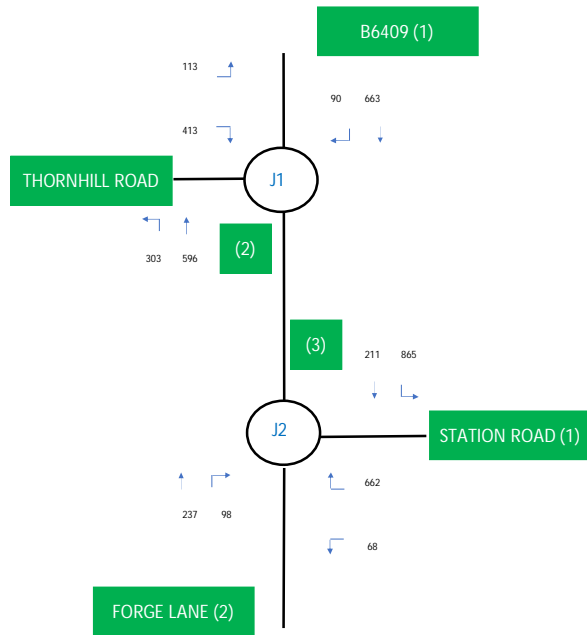 B6409 (1)
113
90 663
413
THORNHILL ROAD
J1
(2)
303 596
(3)
211 865
J2
STATION ROAD (1)
662
237 98
68
FORGE LANE (2)